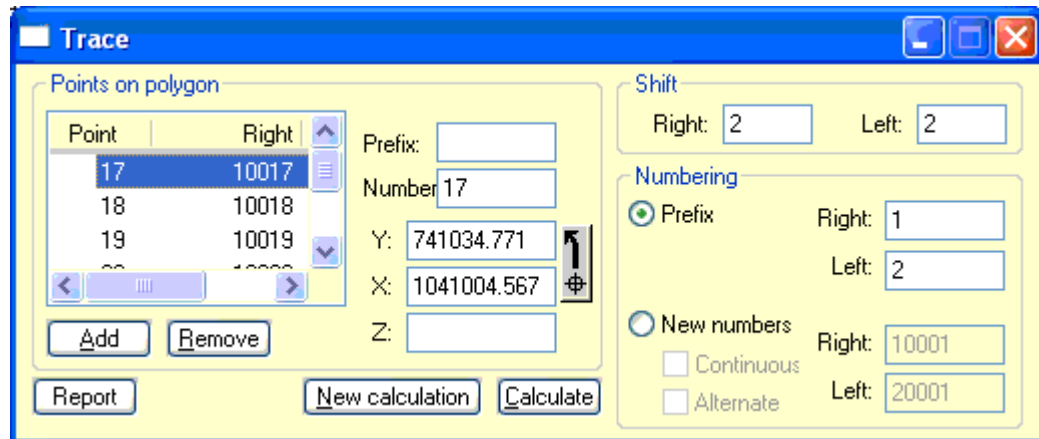 Trace
Points on polygon
Point Right
17 10017
18 10018
19 10019
Add Remove
Prefix:
Number 17
Y: 741034.771
X: 1041004.567
Z:
Report New calculation Calculate
Shift
Right: 2 Left: 2
Numbering
Prefix Right: 1
Left: 2
New numbers
Continuous
Alternate
Right: 10001
Left: 20001